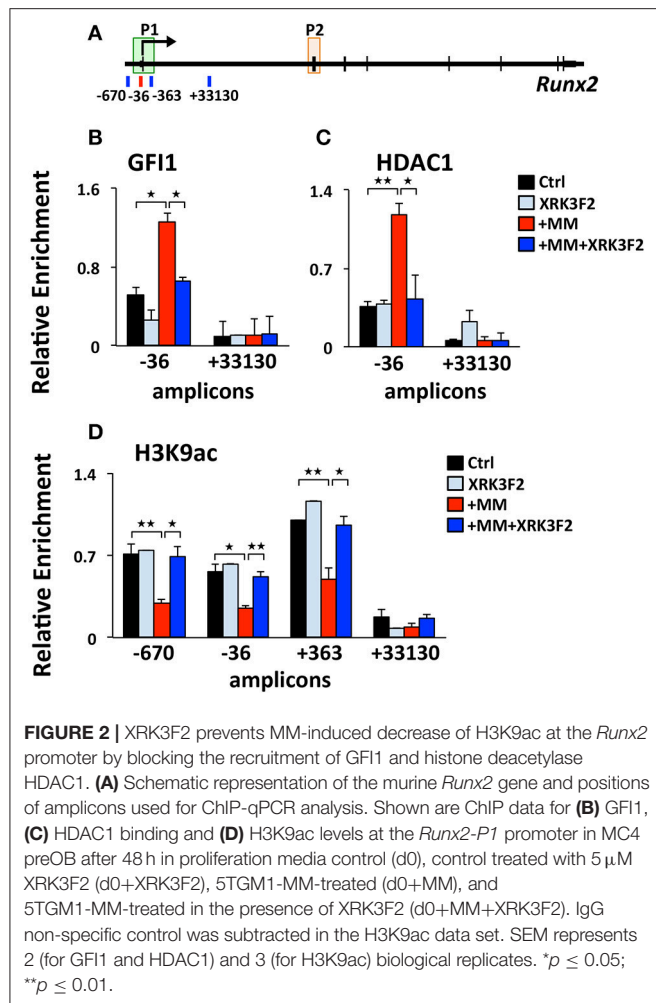 A
P1
P2
-670 -36 -363 +33130
Runx2
B
GFI1
Relative Enrichment
1.6
0.8
0
★ ★
-36 +33130
amplicons
C
HDAC1
1.4
0.7
0
★★ ★
-36 +33130
amplicons
Ctrl
XRK3F2
+MM
+MM+XRK3F2
D
H3K9ac
Relative Enrichment
1.4
0.7
0
★★ ★
★ ★★
★★ ★
-670 -36 +363 +33130
amplicons
Ctrl
XRK3F2
+MM
+MM+XRK3F2
FIGURE 2 | XRK3F2 prevents MM-induced decrease of H3K9ac at the Runx2
promoter by blocking the recruitment of GFI1 and histone deacetylase
HDAC1. (A) Schematic representation of the murine Runx2 gene and positions
of amplicons used for ChIP-qPCR analysis. Shown are ChIP data for (B) GFI1,
(C) HDAC1 binding and (D) H3K9ac levels at the Runx2-P1 promoter in MC4
preOB after 48 h in proliferation media control (d0), control treated with 5 μM
XRK3F2 (d0+XRK3F2), 5TGM1-MM-treated (d0+MM), and
5TGM1-MM-treated in the presence of XRK3F2 (d0+MM+XRK3F2). IgG
non-specific control was subtracted in the H3K9ac data set. SEM represents
2 (for GFI1 and HDAC1) and 3 (for H3K9ac) biological replicates. *p ≤ 0.05;
**p ≤ 0.01.